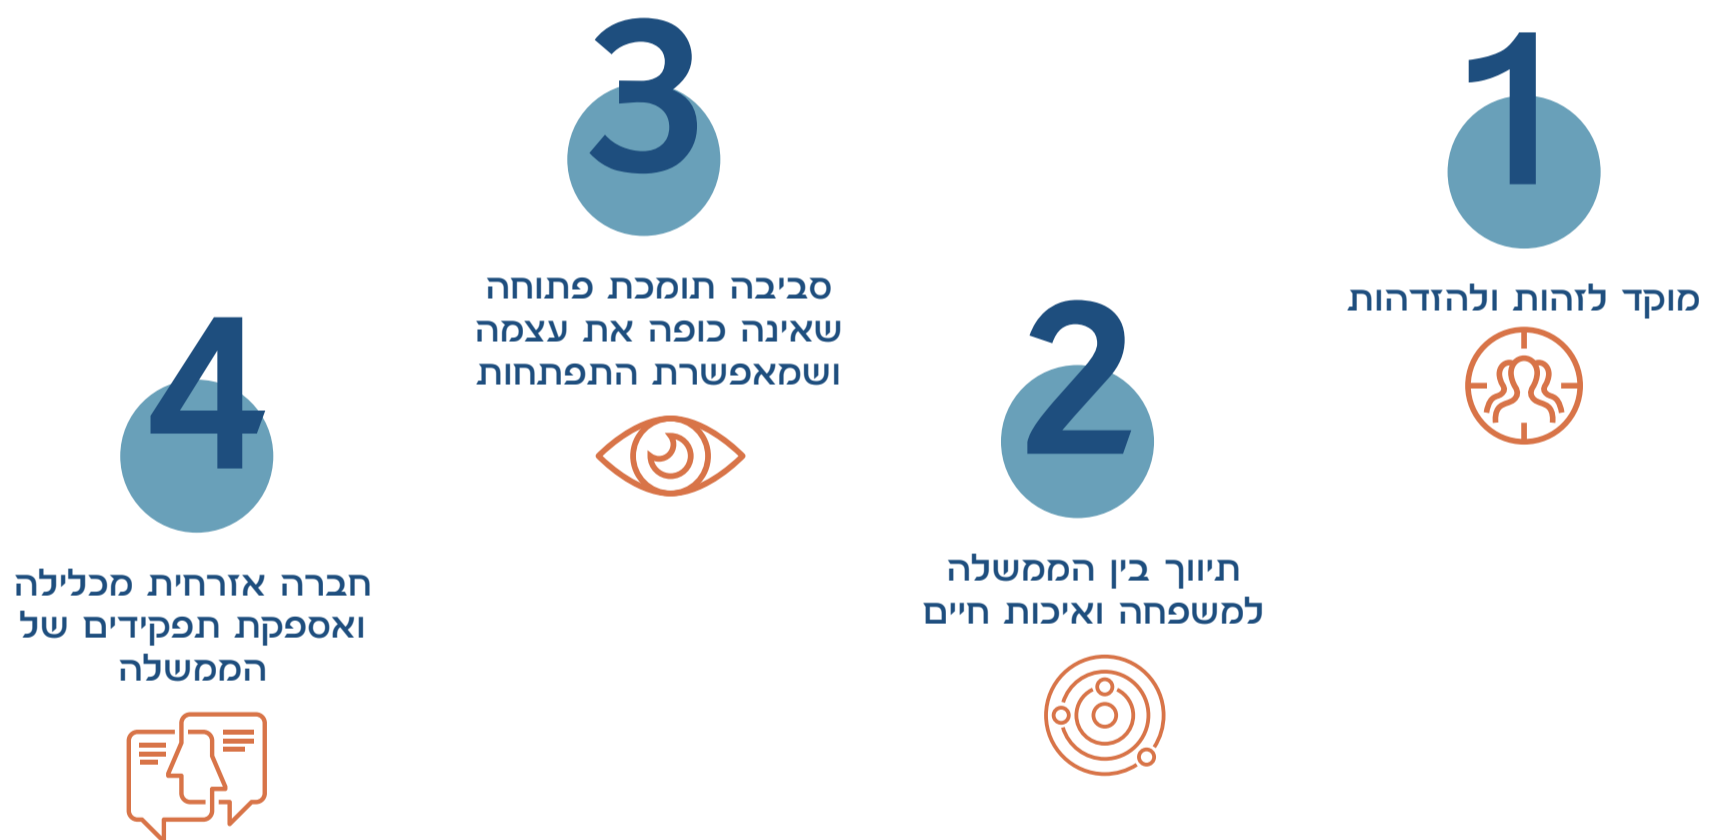 1
מוקד לזהות ולהזדהות
2
תיווך בין הממשלה
למשפחה ואיכות חיים
3
סביבה תומכת פתוחה
שאינה כופה את עצמה
ושמאפשרת התפתחות
4
חברה אזרחית מכלילה
ואספקת תפקידים של
הממשלה